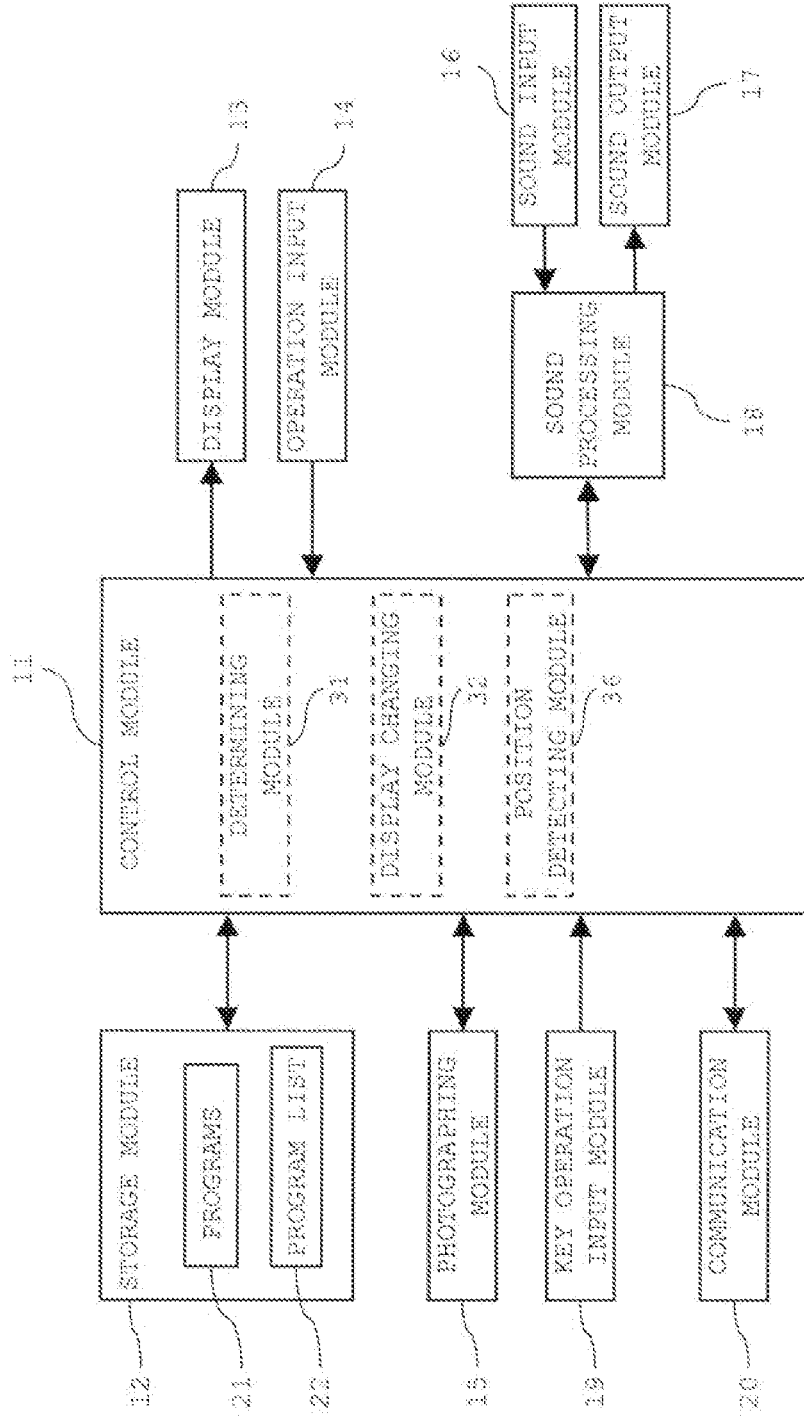 11
CONTROL MODULE
DETERMINING
MODULE
31
DISPLAY CHANGING
MODULE
32
POSITION
DETECTING MODULE
36
12
STORAGE MODULE
21
PROGRAMS
22
PROGRAM LIST
15
PHOTOGRAPHING
MODULE
19
KEY OPERATION
INPUT MODULE
20
COMMUNICATION
MODULE
DISPLAY MODULE
13
OPERATION INPUT
MODULE
14
SOUND
PROCESSING
MODULE
18
SOUND INPUT
MODULE
16
SOUND OUTPUT
MODULE
17